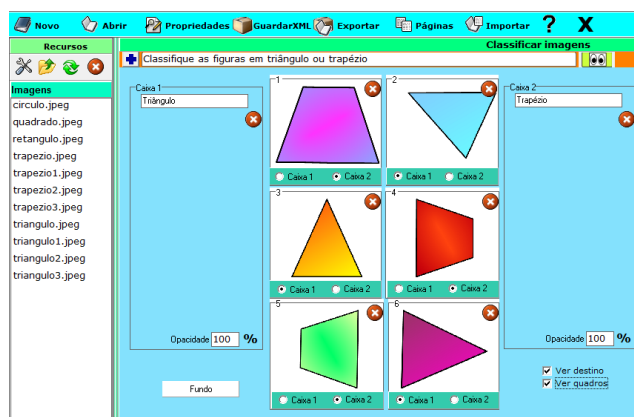 Novo Abrir Propriedades GuardarXML Exportar Páginas Importar ? X
Recursos
Classificar imagens
Classifique as figuras em triângulo ou trapézio
Imagens
circulo.jpeg
quadrado.jpeg
retangulo.jpeg
trapezio.jpeg
trapezio1.jpeg
trapezio2.jpeg
trapezio3.jpeg
triangulo.jpeg
triangulo1.jpeg
triangulo2.jpeg
triangulo3.jpeg
Caixa 1
Triângulo
Opacidade 100 %
Fundo
1
Caixa 1 Caixa 2
2
Caixa 1 Caixa 2
3
Caixa 1 Caixa 2
4
Caixa 1 Caixa 2
5
Caixa 1 Caixa 2
6
Caixa 1 Caixa 2
Caixa 2
Trapézio
Opacidade 100 %
Ver destino
Ver quadros